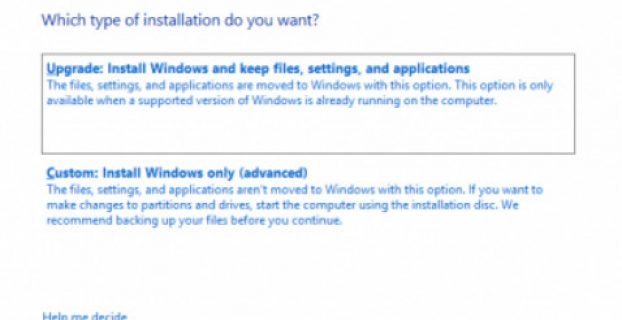 Which type of installation do you want?
Upgrade: Install Windows and keep files, settings, and applications
The files, settings, and applications are moved to Windows with this option. This option is only
available when a supported version of Windows is already running on the computer.
Custom: Install Windows only (advanced)
The files, settings, and applications aren't moved to Windows with this option. If you want to
make changes to partitions and drives, start the computer using the installation disc. We
recommend backing up your files before you continue.
Help me decide